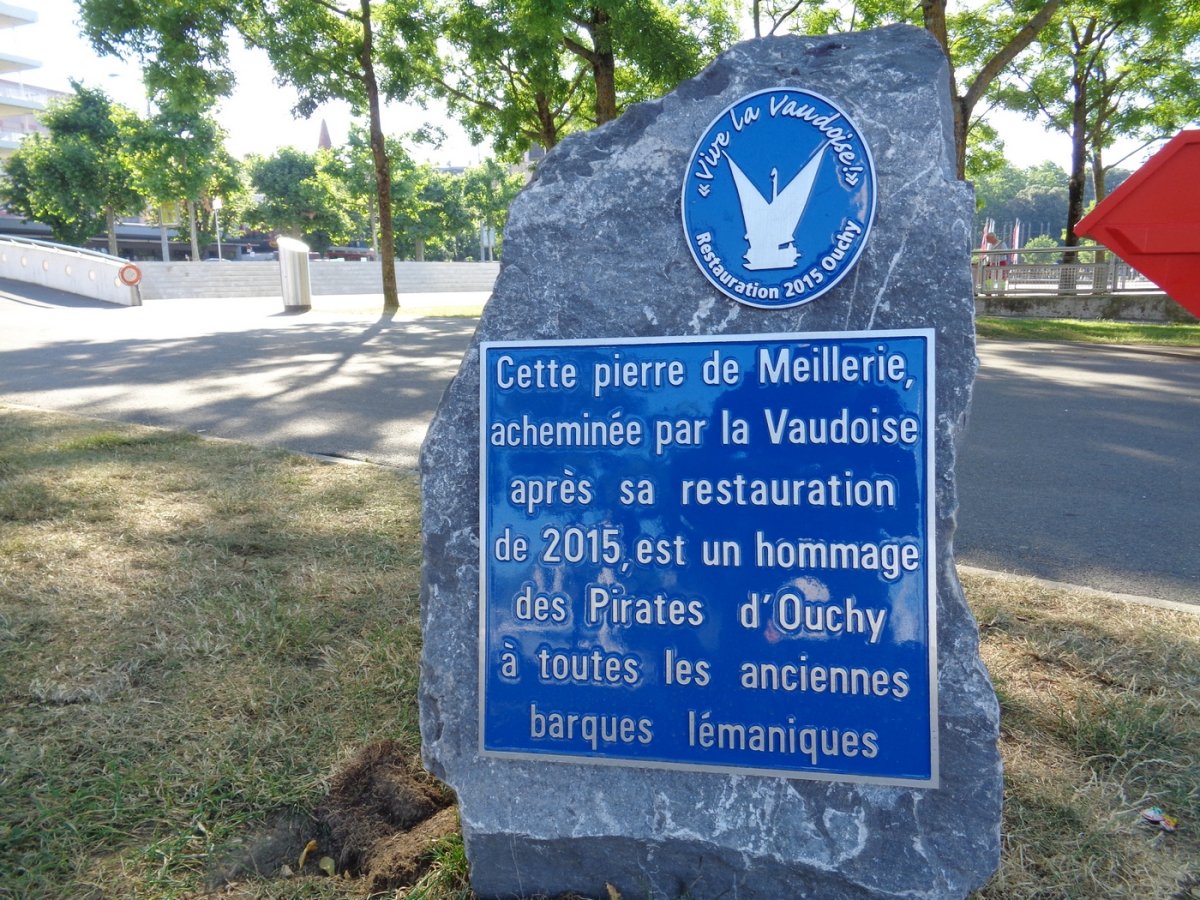 «Vive la Vaudoise!»
Restauration 2015 Ouchy
Cette pierre de Meillerie,
acheminée par la Vaudoise
après sa restauration
de 2015, est un hommage
des Pirates d'Ouchy
à toutes les anciennes
barques lémaniques